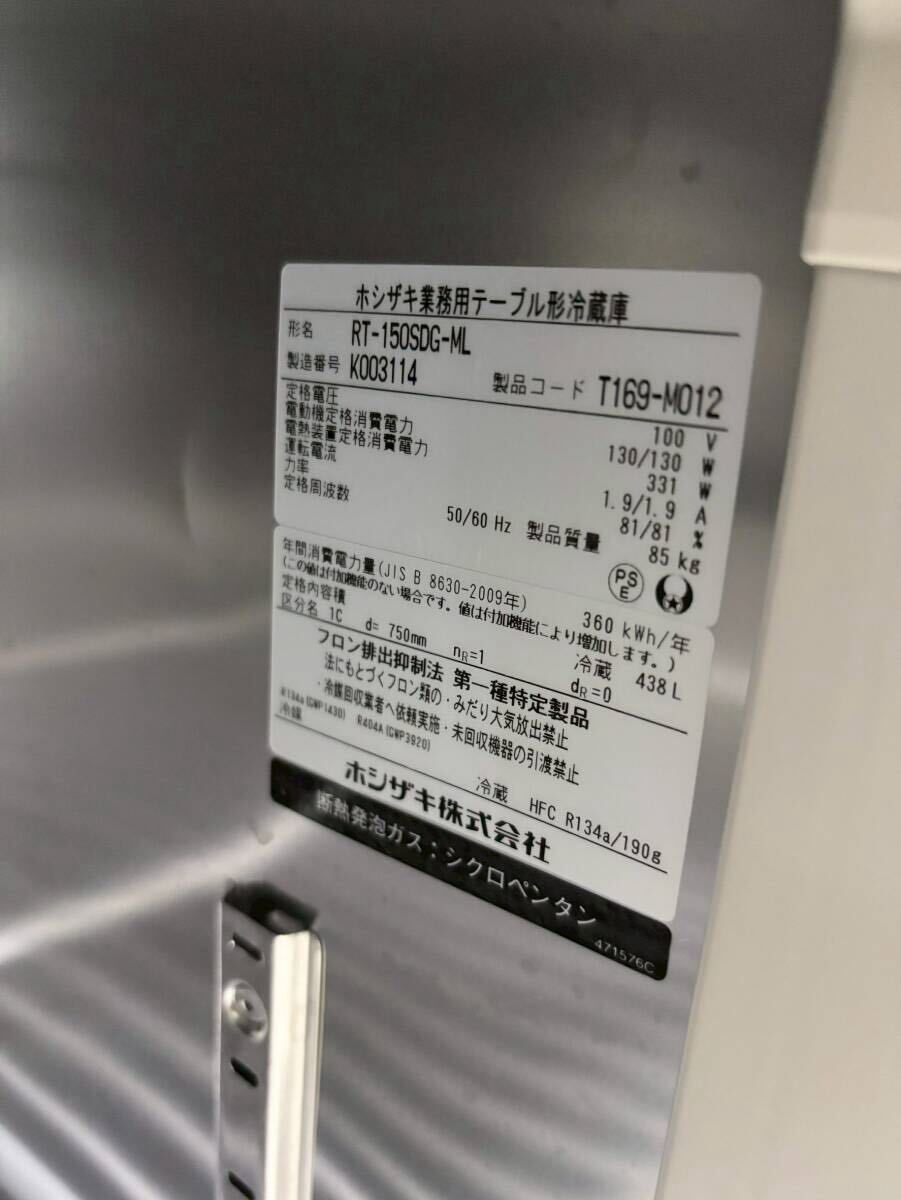 ホシザキ業務用テーブル形冷蔵庫
形名 RT-150SDG-ML
製造番号 K003114 製品コード T169-M012
定格電圧 100 V
電動機定格消費電力 130/130 W
電熱装置定格消費電力 331 W
運転電流 1.9/1.9 A
力率 81/81 %
定格周波数 50/60 Hz 製品質量 85 kg
PS E
年間消費電力量(JIS B 8630-2009年) 360 kWh/年
(この値は付加機能のない場合です。値は付加機能により増加します。)
定格内容積 冷蔵 438 L
区分名 1C d= 750mm nR=1 dR=0
フロン排出抑制法 第一種特定製品
法にもとづくフロン類の・みだり大気放出禁止
・冷媒回収業者へ依頼実施・未回収機器の引渡禁止
R134a(GWP1430) R404A(GWP3920)
冷媒 冷蔵 HFC R134a/190g
ホシザキ株式会社
断熱発泡ガス:シクロペンタン
471576C